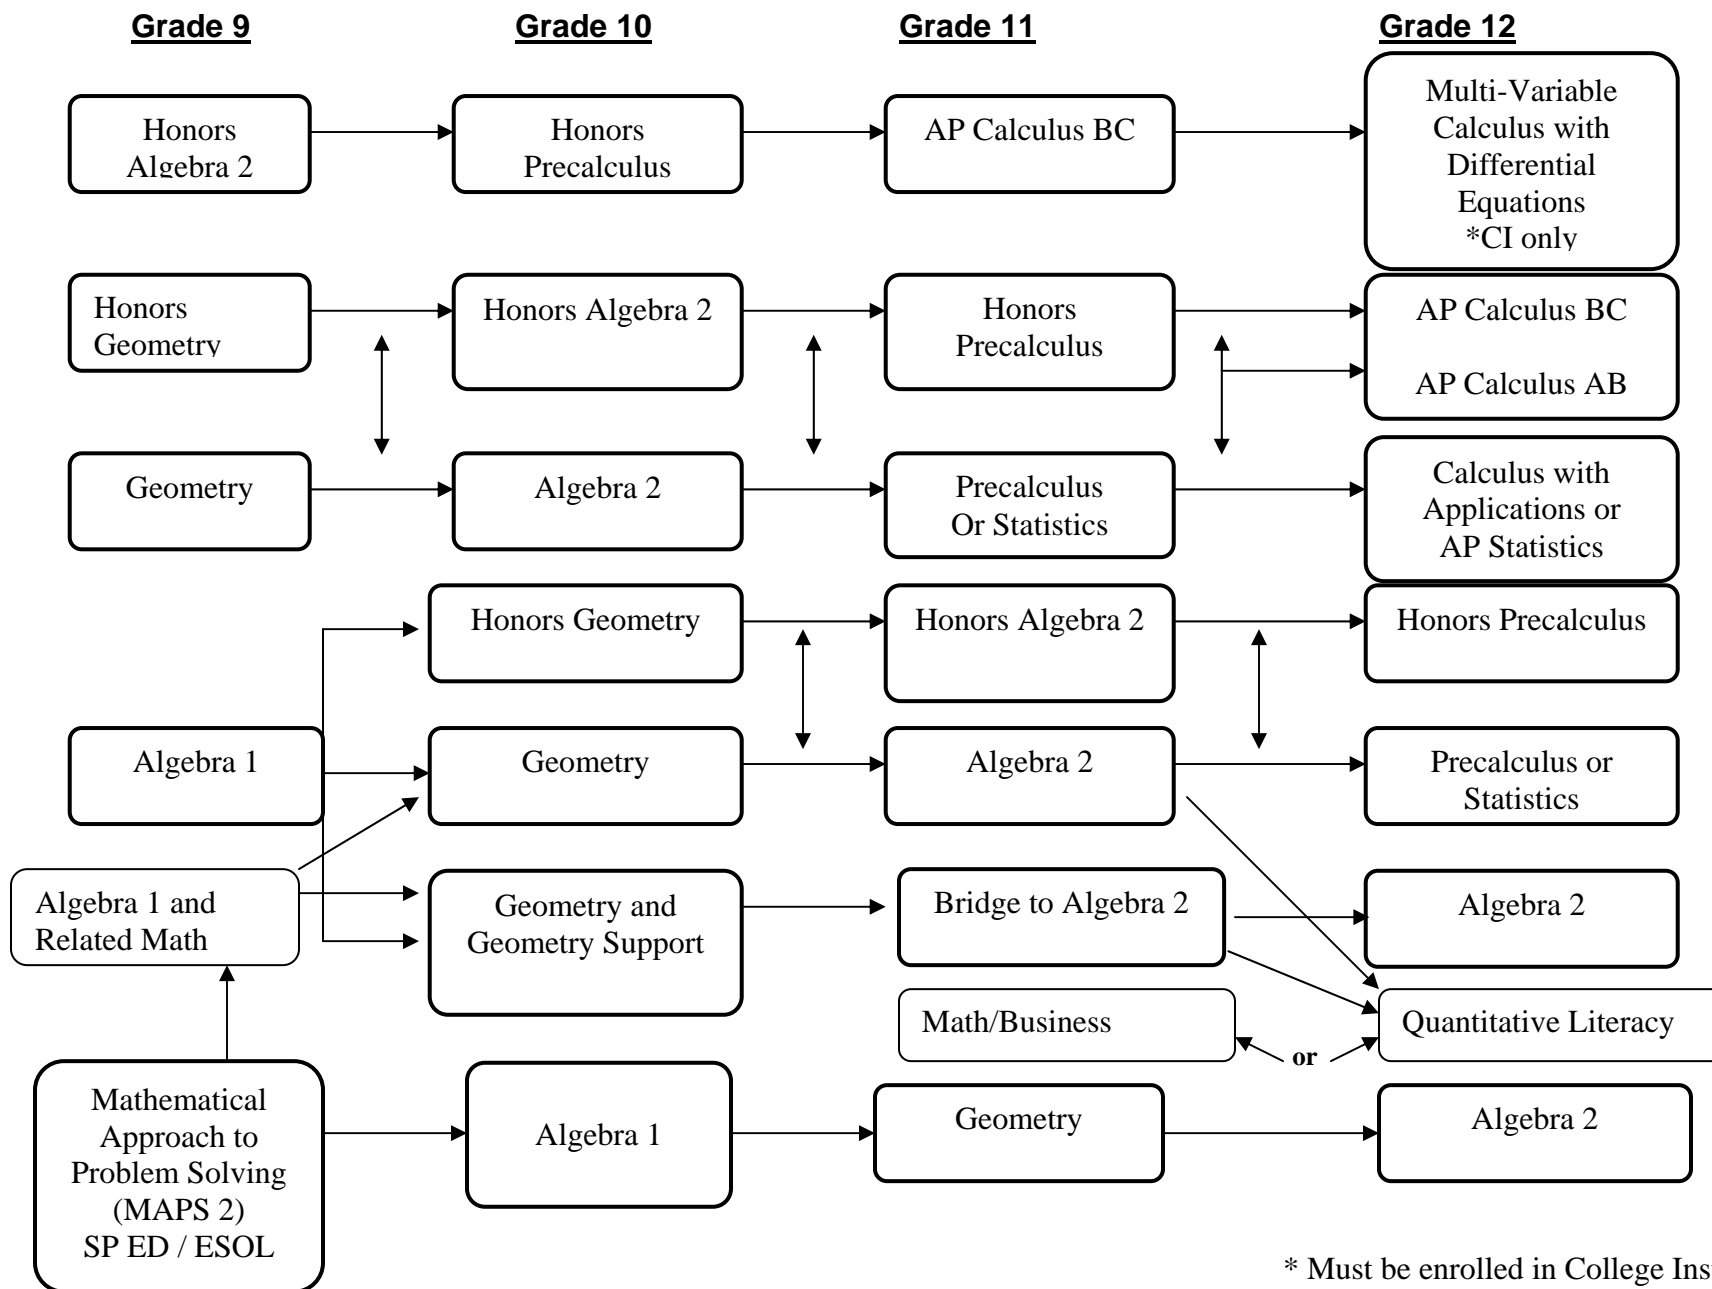 Grade 9
Grade 10
Grade 11
Grade 12
Honors
Algebra 2
Honors
Precalculus
AP Calculus BC
Multi-Variable
Calculus with
Differential
Equations
*CI only
Honors
Geometry
Honors Algebra 2
Honors
Precalculus
AP Calculus BC
AP Calculus AB
Geometry
Algebra 2
Precalculus
Or Statistics
Calculus with
Applications or
AP Statistics
Honors Geometry
Honors Algebra 2
Honors Precalculus
Algebra 1
Geometry
Algebra 2
Precalculus or
Statistics
Algebra 1 and
Related Math
Geometry and
Geometry Support
Bridge to Algebra 2
Algebra 2
Math/Business
or
Quantitative Literacy
Mathematical
Approach to
Problem Solving
(MAPS 2)
SP ED / ESOL
Algebra 1
Geometry
Algebra 2
* Must be enrolled in College Ins